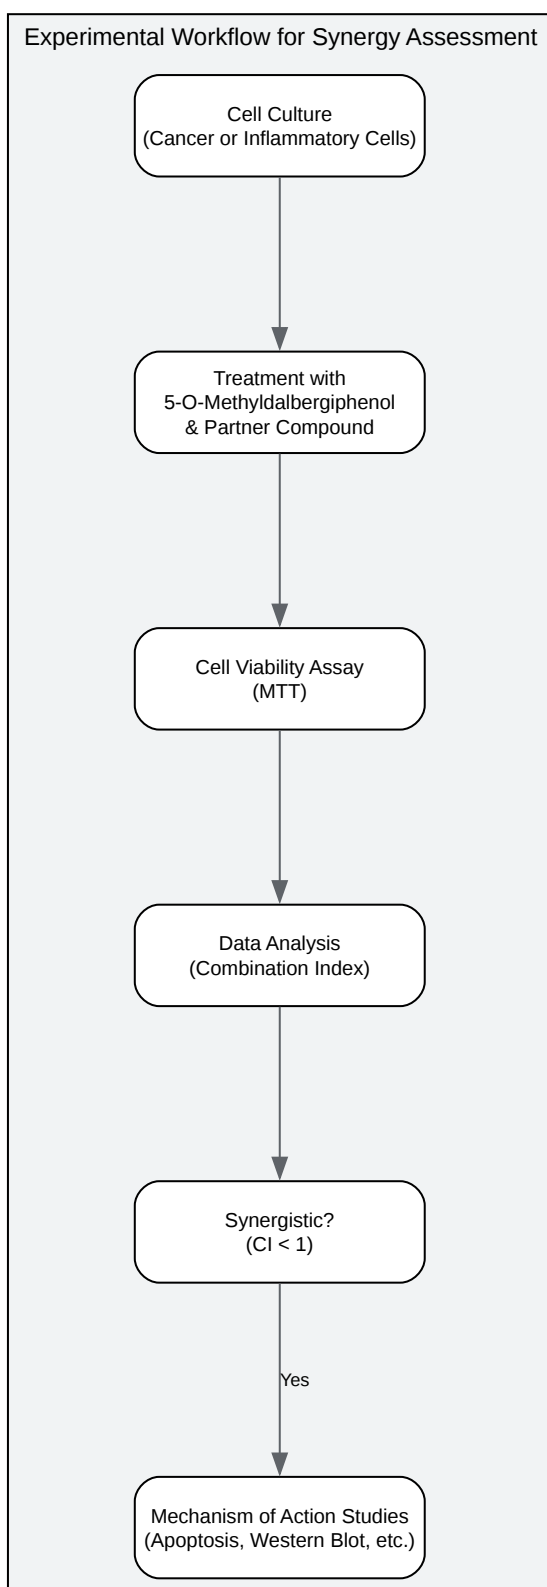 Experimental Workflow for Synergy Assessment
Cell Culture
(Cancer or Inflammatory Cells)
Treatment with
5-O-Methyldalbergiphenol
& Partner Compound
Cell Viability Assay
(MTT)
Data Analysis
(Combination Index)
Synergistic?
(CI < 1)
Yes
Mechanism of Action Studies
(Apoptosis, Western Blot, etc.)